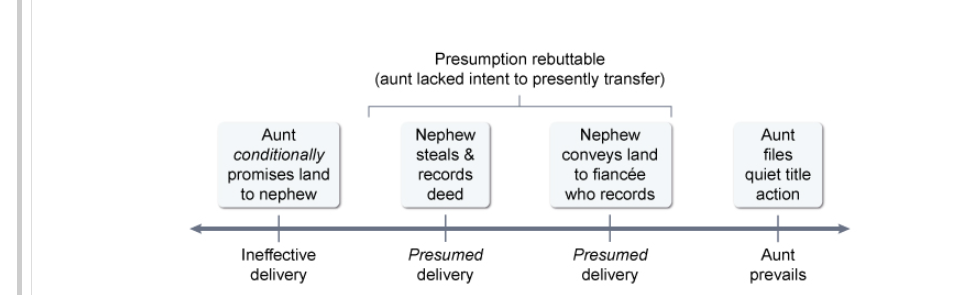 Presumption rebuttable
(aunt lacked intent to presently transfer)
Aunt
conditionally
promises land
to nephew
Nephew
steals &
records
deed
Nephew
conveys land
to fiancée
who records
Aunt
files
quiet title
action
Ineffective
delivery
Presumed
delivery
Presumed
delivery
Aunt
prevails